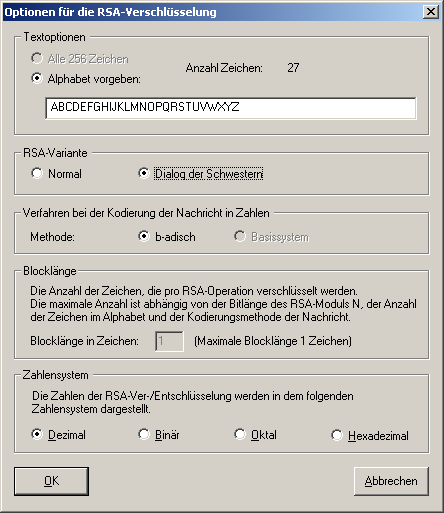 Optionen für die RSA-Verschlüsselung
Textoptionen
Alle 256 Zeichen
Alphabet vorgeben:
Anzahl Zeichen: 27
ABCDEFGHIJKLMNOPQRSTUVWXYZ
RSA-Variante
Normal
Dialog der Schwestern
Verfahren bei der Kodierung der Nachricht in Zahlen
Methode:
b-adisch
Basissystem
Blocklänge
Die Anzahl der Zeichen, die pro RSA-Operation verschlüsselt werden.
Die maximale Anzahl ist abhängig von der Bitlänge des RSA-Moduls N, der Anzahl
der Zeichen im Alphabet und der Kodierungsmethode der Nachricht.
Blocklänge in Zeichen: 1 (Maximale Blocklänge 1 Zeichen)
Zahlensystem
Die Zahlen der RSA-Ver-/Entschlüsselung werden in dem folgenden
Zahlensystem dargestellt.
Dezimal
Binär
Oktal
Hexadezimal
OK
Abbrechen